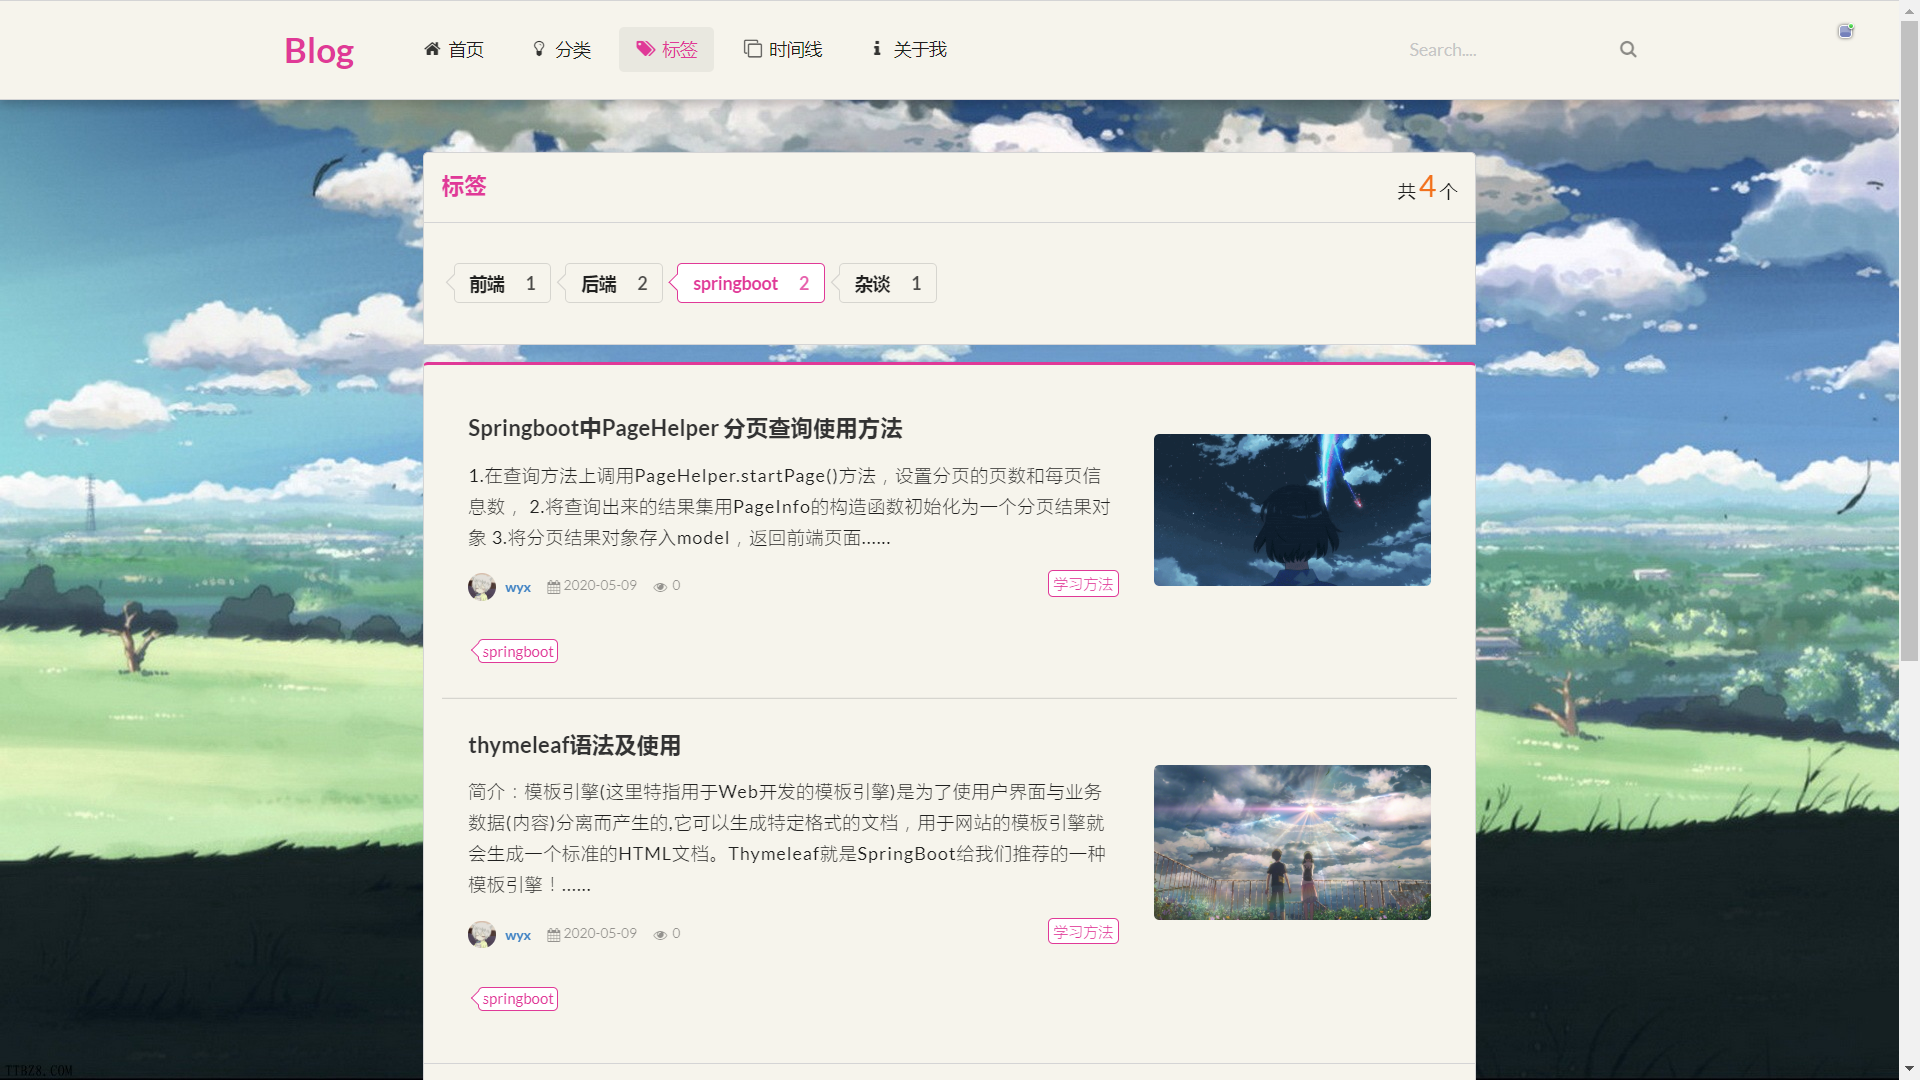 Blog 首页 分类 标签 时间线 关于我 Search....
标签 共4个
前端 1 后端 2 springboot 2 杂谈 1
Springboot中PageHelper 分页查询使用方法
1.在查询方法上调用PageHelper.startPage()方法，设置分页的页数和每页信
息数， 2.将查询出来的结果集用PageInfo的构造函数初始化为一个分页结果对
象 3.将分页结果对象存入model，返回前端页面......
wyx 2020-05-09 0 学习方法
springboot
thymeleaf语法及使用
简介：模板引擎(这里特指用于Web开发的模板引擎)是为了使用户界面与业务
数据(内容)分离而产生的,它可以生成特定格式的文档，用于网站的模板引擎就
会生成一个标准的HTML文档。Thymeleaf就是SpringBoot给我们推荐的一种
模板引擎！......
wyx 2020-05-09 0 学习方法
springboot
TTBZ8.COM